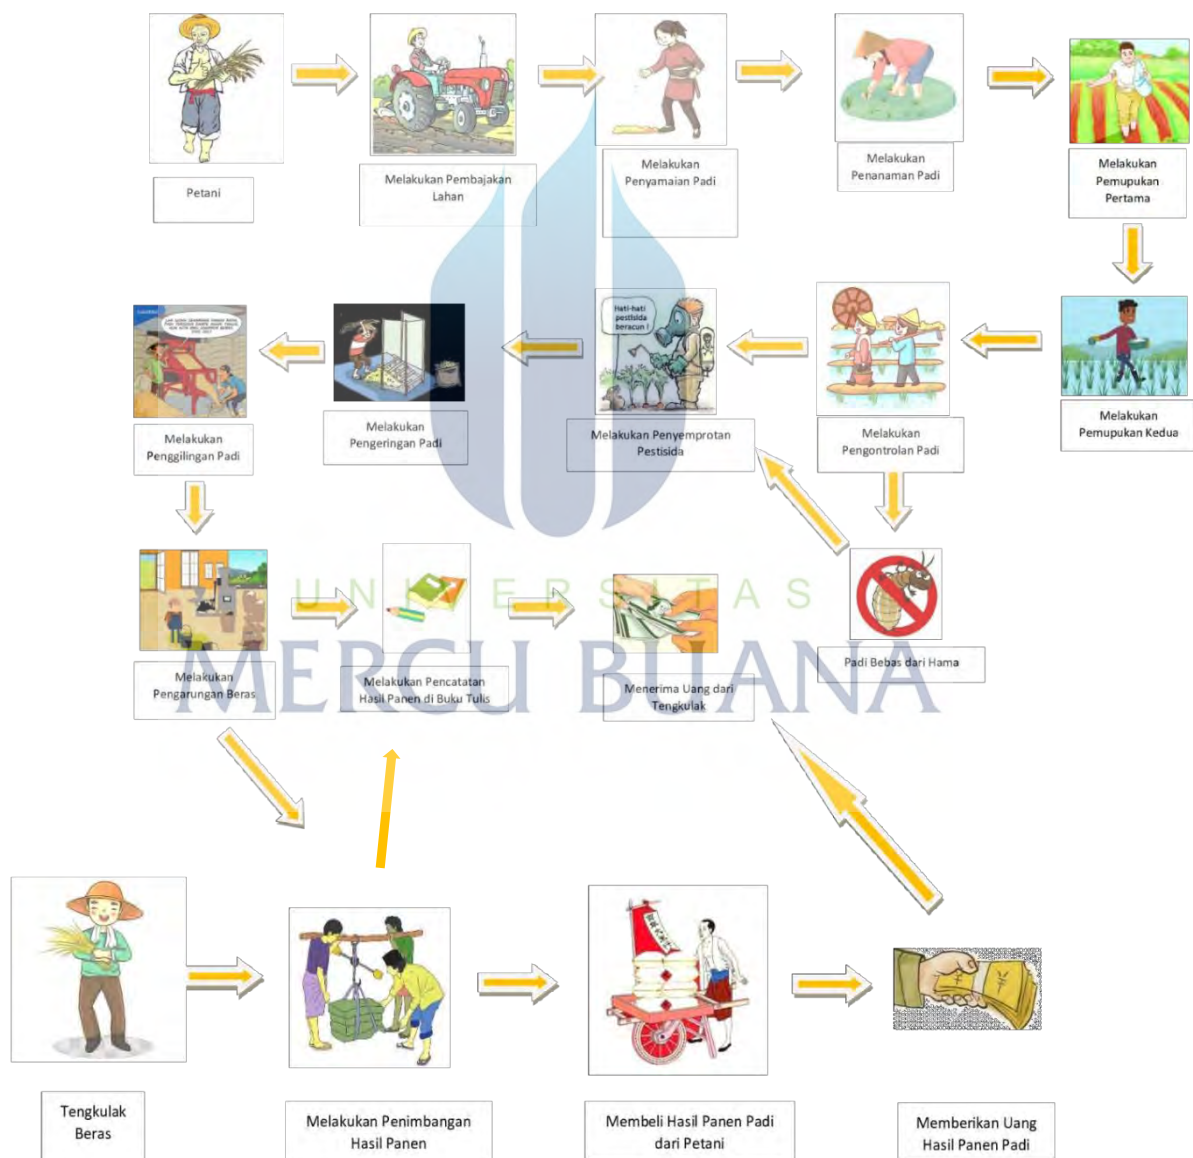 Petani
Melakukan Pembajakan
Lahan
Melakukan
Penyamaian Padi
Melakukan
Penanaman Padi
Melakukan
Pemupukan
Pertama
Hati-hati
pestisida
beracun !
Melakukan
Penggilingan Padi
Melakukan
Pengeringan Padi
Melakukan Penyemprotan
Pestisida
Melakukan
Pengontrolan Padi
Melakukan
Pemupukan Kedua
UNIVERSITAS
MERCU BUANA
Melakukan
Pengarungan Beras
Melakukan Pencatatan
Hasil Panen di Buku Tulis
Menerima Uang dari
Tengkulak
Padi Bebas dari Hama
Tengkulak
Beras
Melakukan Penimbangan
Hasil Panen
Membeli Hasil Panen Padi
dari Petani
Memberikan Uang
Hasil Panen Padi